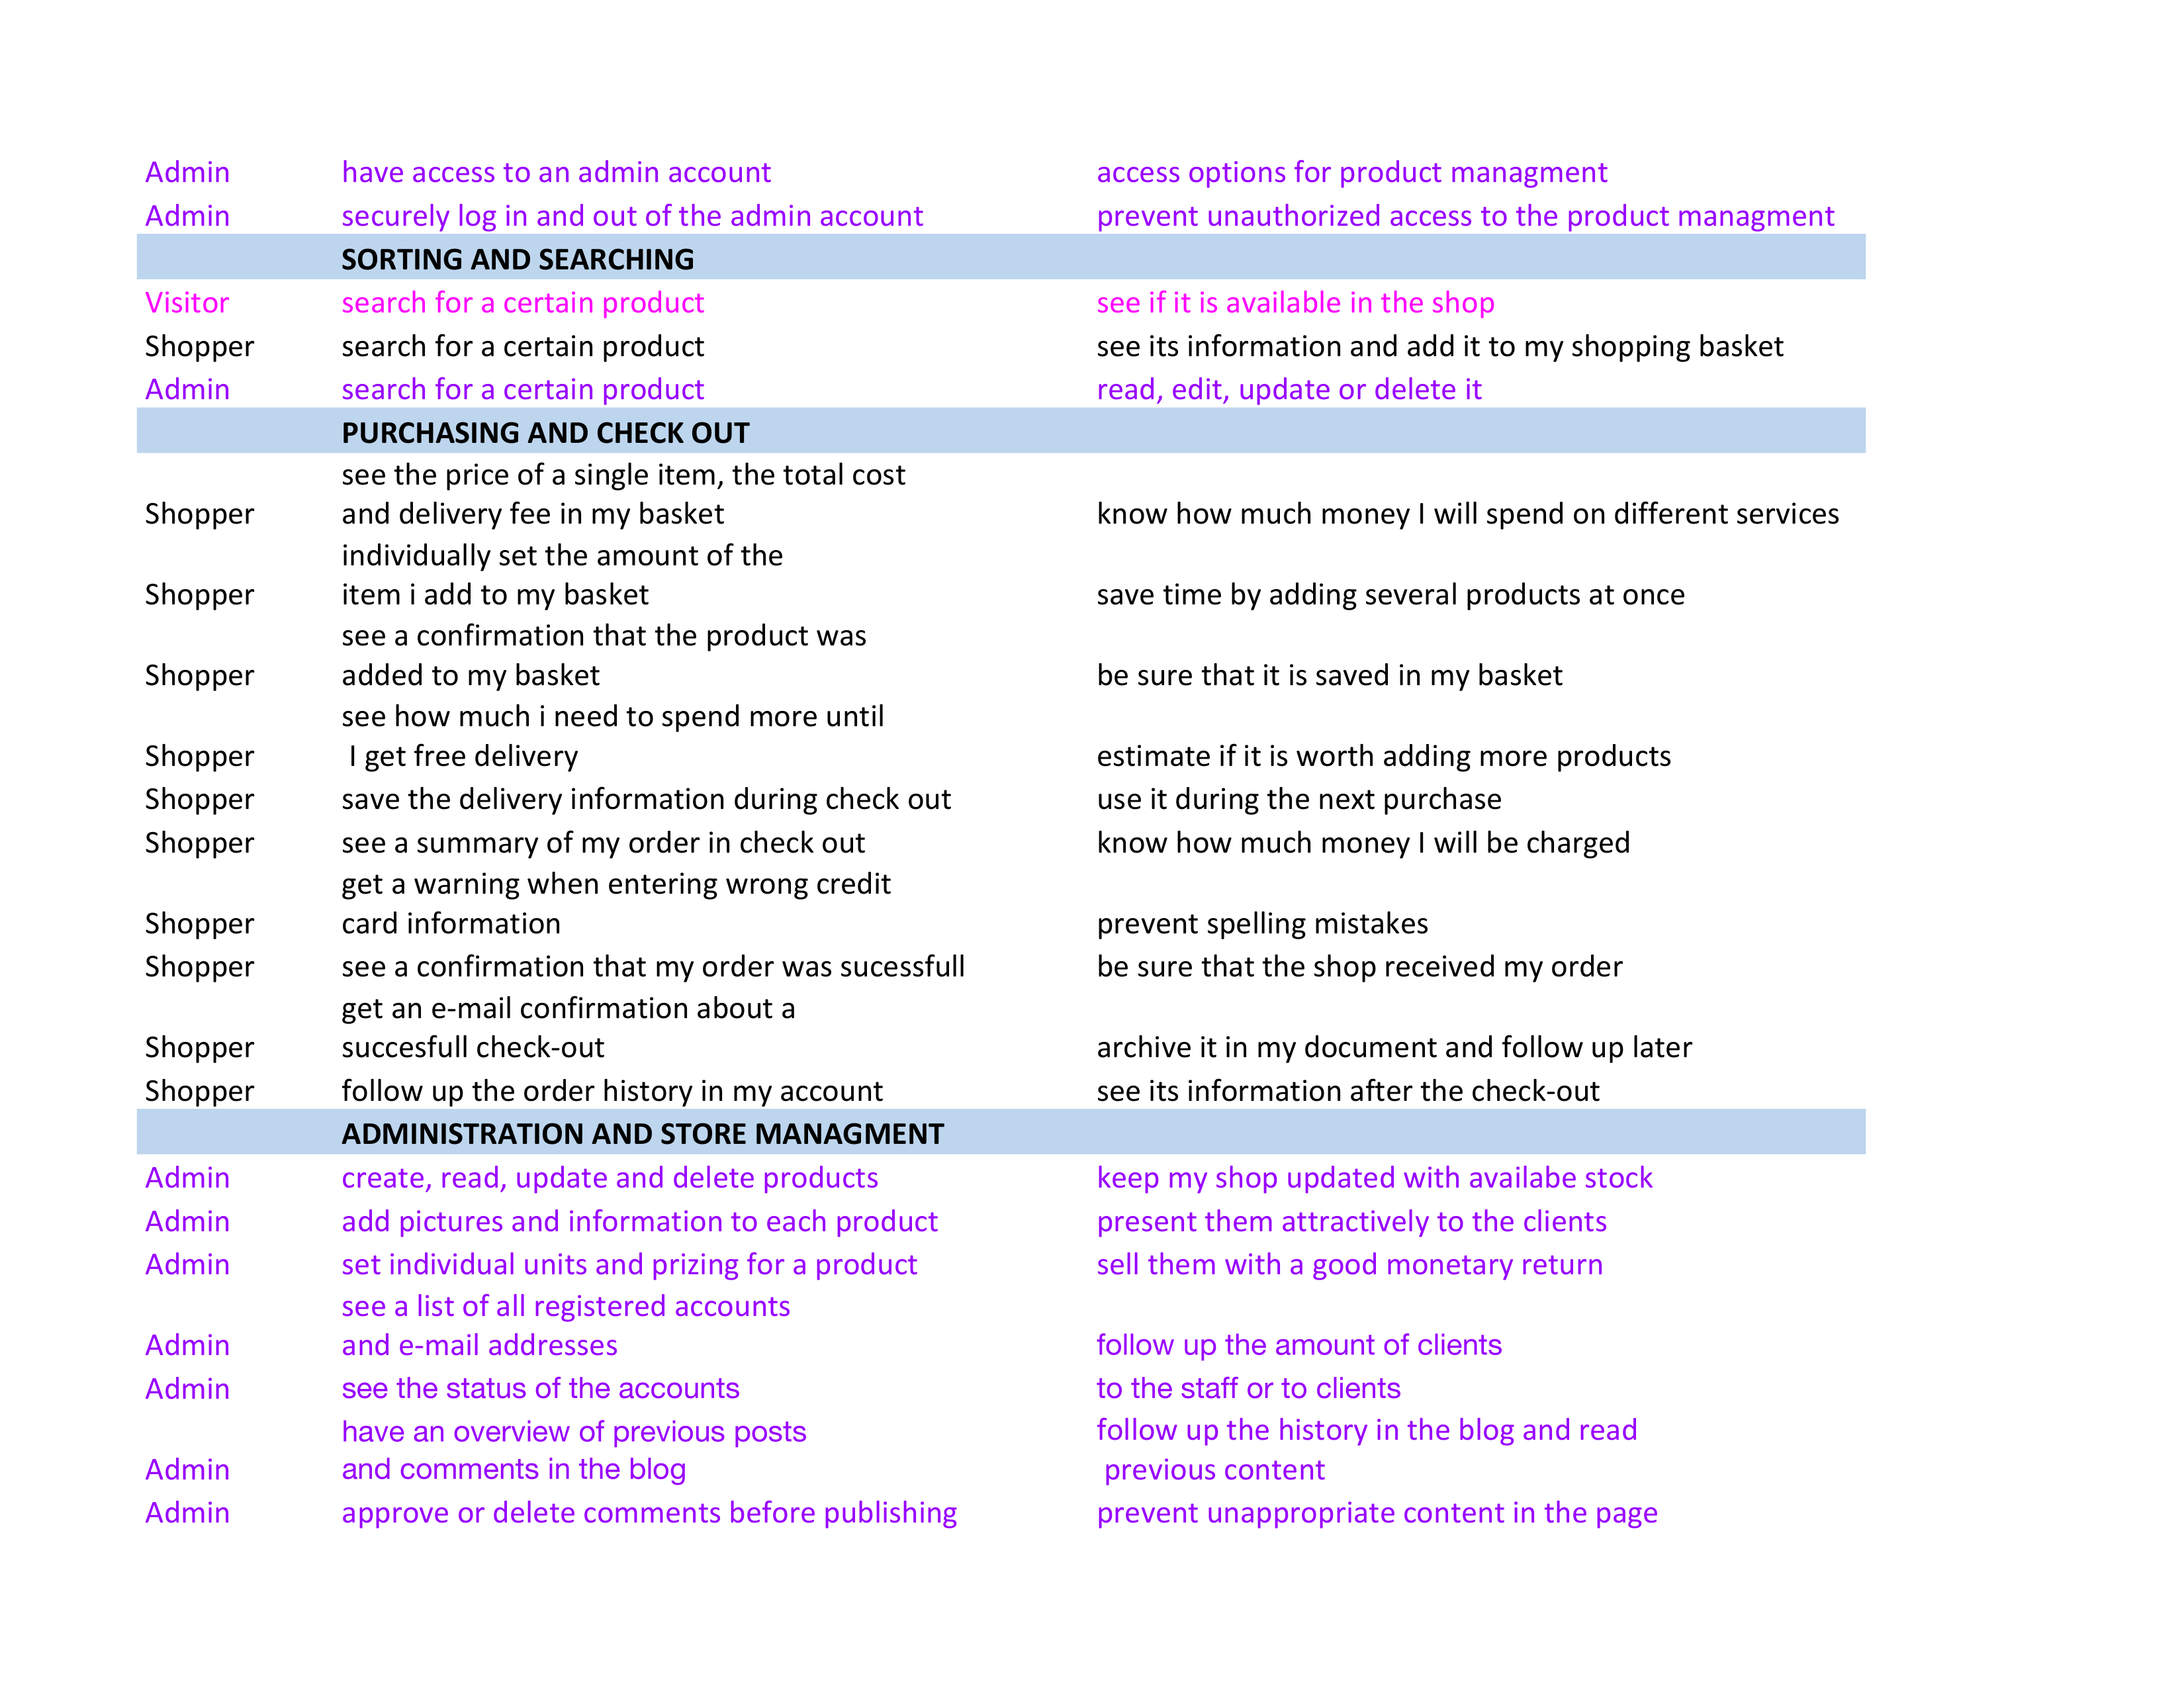 Admin have access to an admin account access options for product managment
Admin securely log in and out of the admin account prevent unauthorized access to the product managment
SORTING AND SEARCHING
Visitor search for a certain product see if it is available in the shop
Shopper search for a certain product see its information and add it to my shopping basket
Admin search for a certain product read, edit, update or delete it
PURCHASING AND CHECK OUT
see the price of a single item, the total cost
Shopper and delivery fee in my basket know how much money I will spend on different services
individually set the amount of the
Shopper item i add to my basket save time by adding several products at once
see a confirmation that the product was
Shopper added to my basket be sure that it is saved in my basket
see how much i need to spend more until
Shopper I get free delivery estimate if it is worth adding more products
Shopper save the delivery information during check out use it during the next purchase
Shopper see a summary of my order in check out know how much money I will be charged
get a warning when entering wrong credit
Shopper card information prevent spelling mistakes
Shopper see a confirmation that my order was sucessfull be sure that the shop received my order
get an e-mail confirmation about a
Shopper succesfull check-out archive it in my document and follow up later
Shopper follow up the order history in my account see its information after the check-out
ADMINISTRATION AND STORE MANAGMENT
Admin create, read, update and delete products keep my shop updated with availabe stock
Admin add pictures and information to each product present them attractively to the clients
Admin set individual units and prizing for a product sell them with a good monetary return
see a list of all registered accounts
Admin and e-mail addresses follow up the amount of clients
Admin see the status of the accounts to the staff or to clients
have an overview of previous posts follow up the history in the blog and read
Admin and comments in the blog previous content
Admin approve or delete comments before publishing prevent unappropriate content in the page